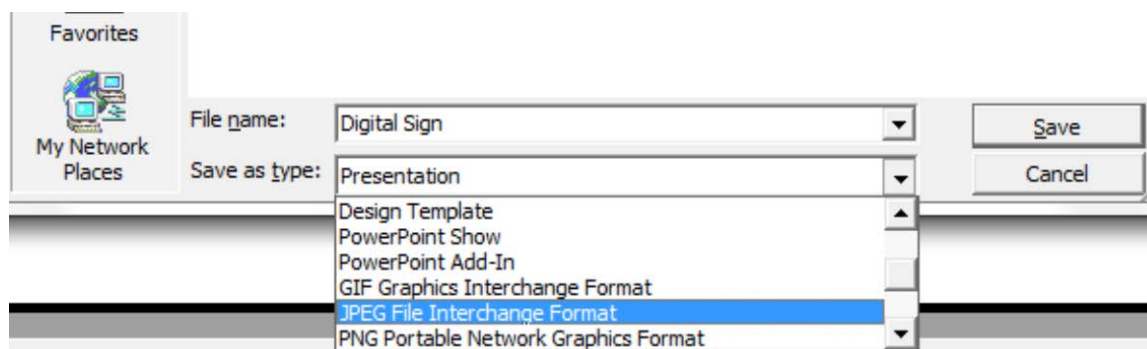 Favorites
My Network
Places
File name:
Digital Sign
Save
Save as type:
Presentation
Cancel
Design Template
PowerPoint Show
PowerPoint Add-In
GIF Graphics Interchange Format
JPEG File Interchange Format
PNG Portable Network Graphics Format